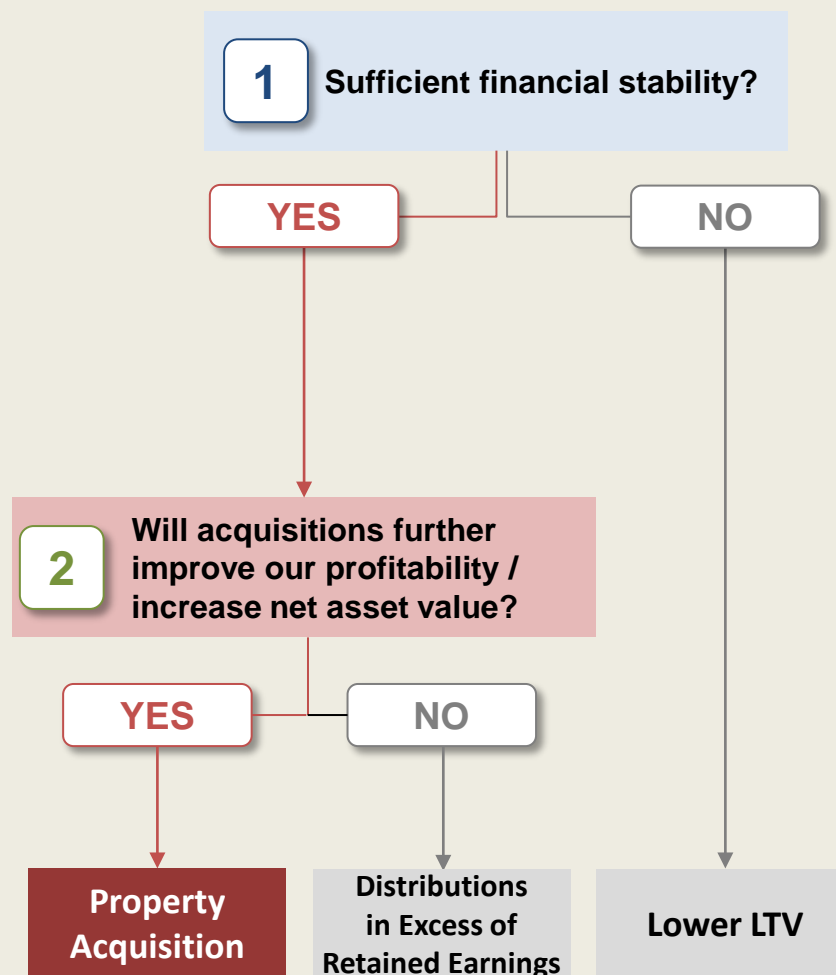 1
Sufficient financial stability?
YES
NO
2
Will acquisitions further
improve our profitability /
increase net asset value?
YES
NO
Property
Acquisition
Distributions
in Excess of
Retained Earnings
Lower LTV